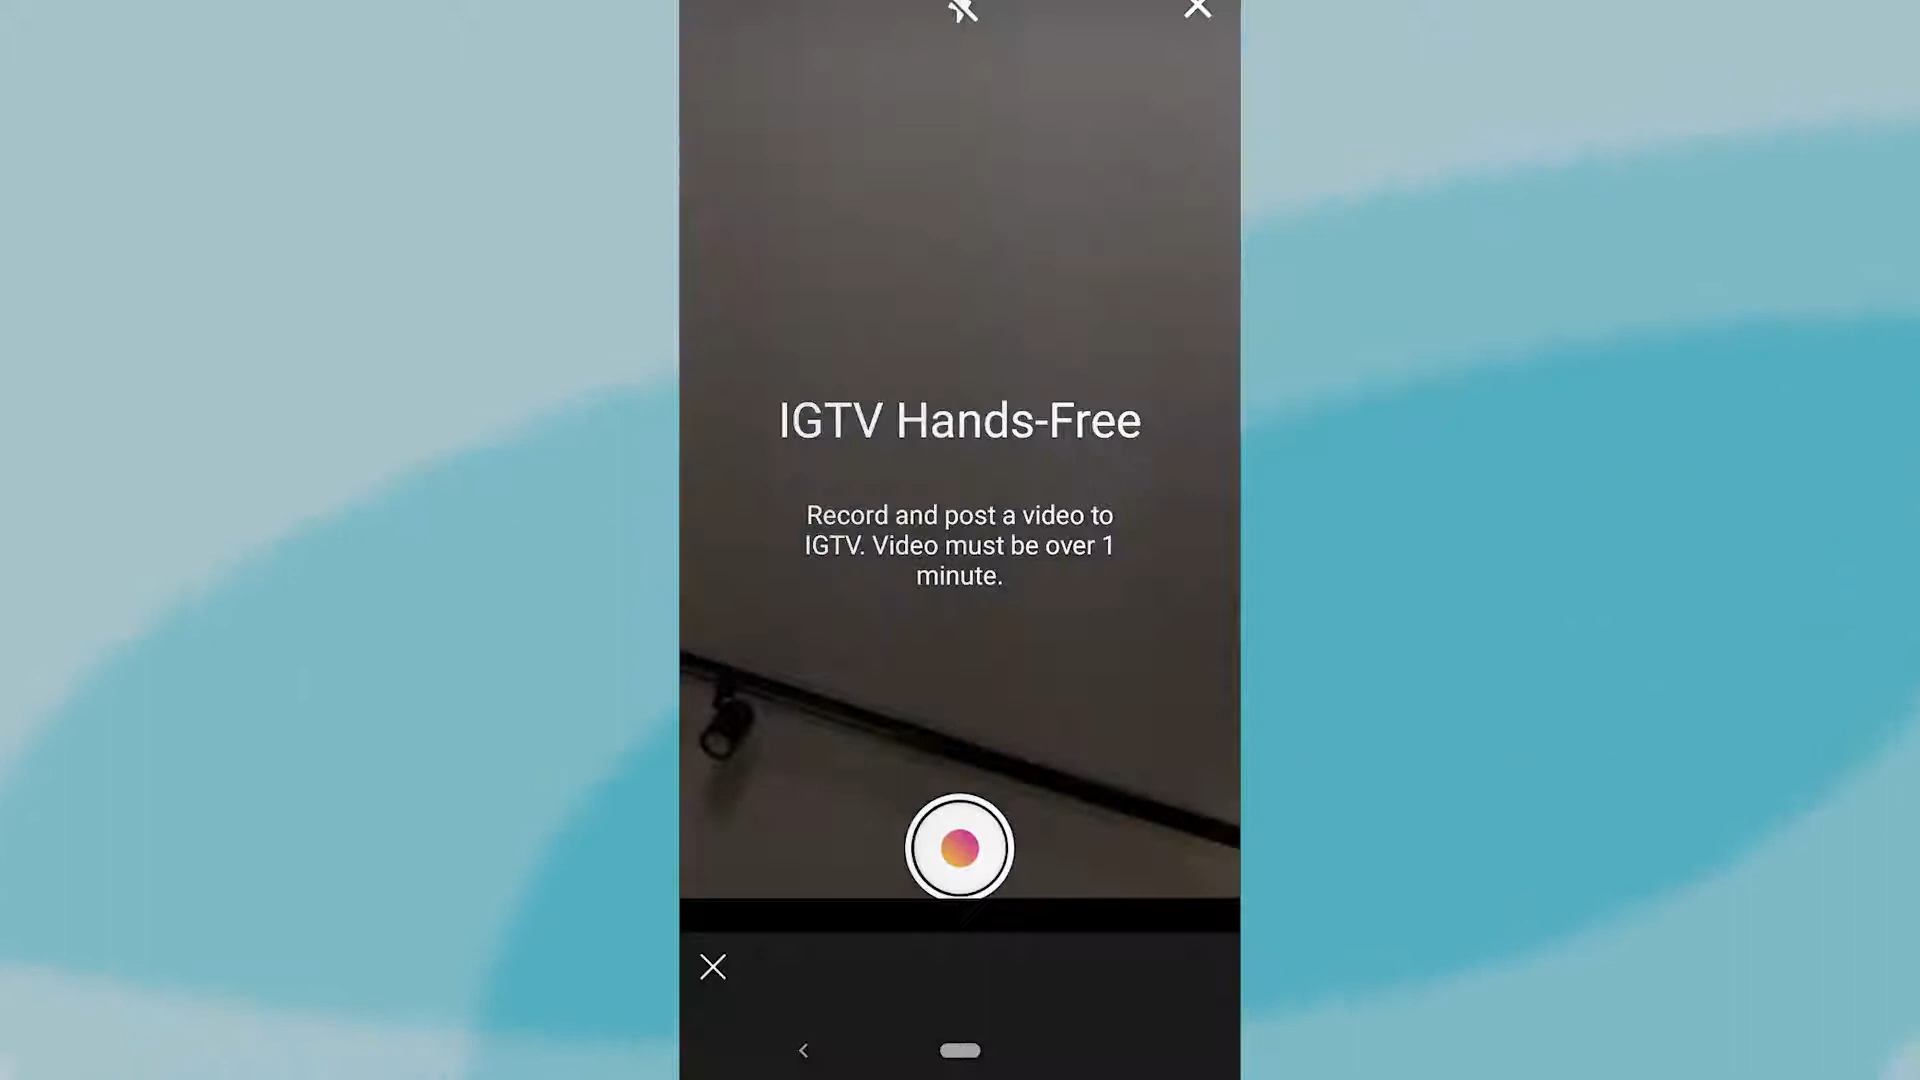 IGTV Hands-Free
Record and post a video to
IGTV. Video must be over 1
minute.